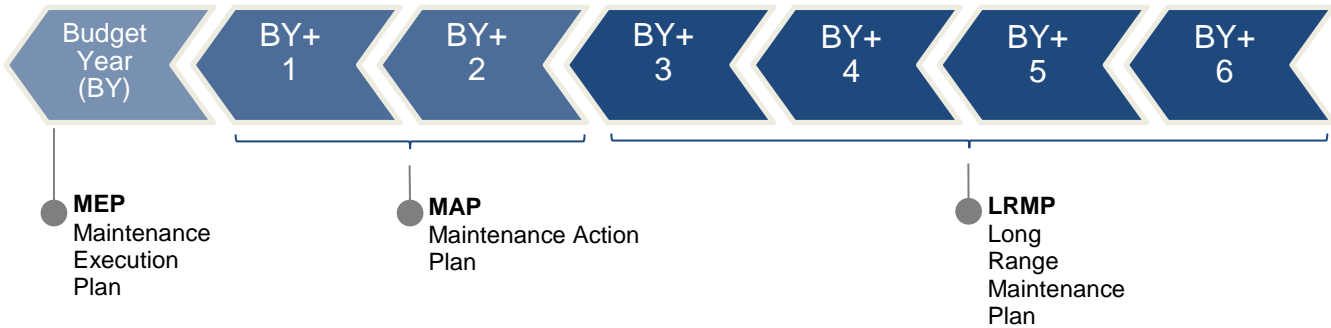 Budget
Year
(BY)
BY+
1
BY+
2
BY+
3
BY+
4
BY+
5
BY+
6
MEP
Maintenance
Execution
Plan
MAP
Maintenance Action
Plan
LRMP
Long
Range
Maintenance
Plan